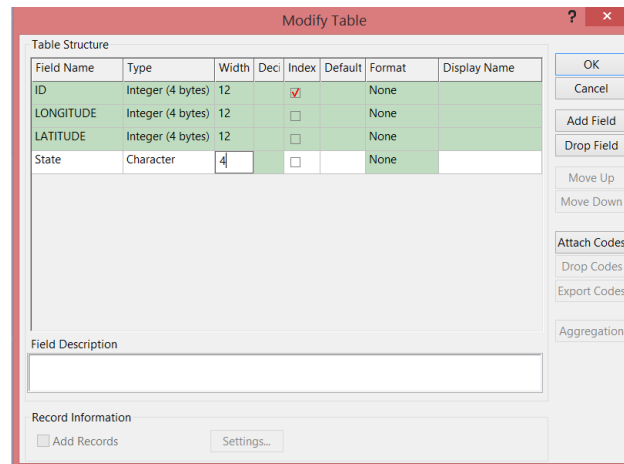 Modify Table
?
×
Table Structure
Field Name Type Width Deci Index Default Format Display Name
ID Integer (4 bytes) 12 None
LONGITUDE Integer (4 bytes) 12 None
LATITUDE Integer (4 bytes) 12 None
State Character 4 None
OK
Cancel
Add Field
Drop Field
Move Up
Move Down
Attach Codes
Drop Codes
Export Codes
Aggregation
Field Description
Record Information
Add Records Settings...